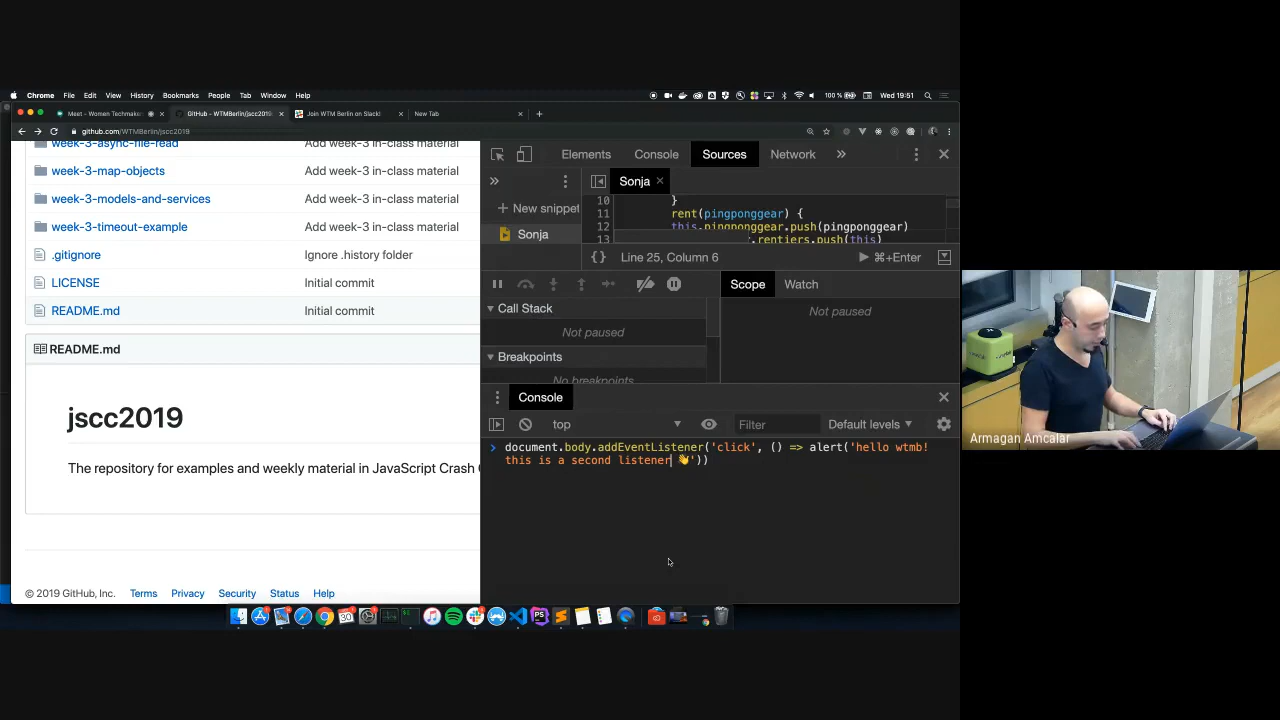 Chrome File Edit View History Bookmarks People Tab Window Help 100 % Wed 19:51
Meet - Women Techmake × GitHub - WTMBerlin/jscc2019 × Join WTM Berlin on Slack! × New Tab × +
github.com/WTMBerlin/jscc2019
week-3-async-file-read Add week-3 in-class material
week-3-map-objects Add week-3 in-class material
week-3-models-and-services Add week-3 in-class material
week-3-timeout-example Add week-3 in-class material
.gitignore Ignore .history folder
LICENSE Initial commit
README.md Initial commit
README.md
jscc2019
The repository for examples and weekly material in JavaScript Crash
© 2019 GitHub, Inc. Terms Privacy Security Status Help
Elements Console Sources Network »
» Sonja ×
+ New snippet
Sonja
10 }
11 rent(pingponggear) {
12 this.pingponggear.push(pingponggear)
13 .rentiers.push(this)
{} Line 25, Column 6 ⌘+Enter
Call Stack
Not paused
Breakpoints
No breakpoints
Scope Watch
Not paused
Console
top Filter Default levels
document.body.addEventListener('click', () => alert('hello wtmb!
this is a second listener 👋'))
Armagan Amcalar